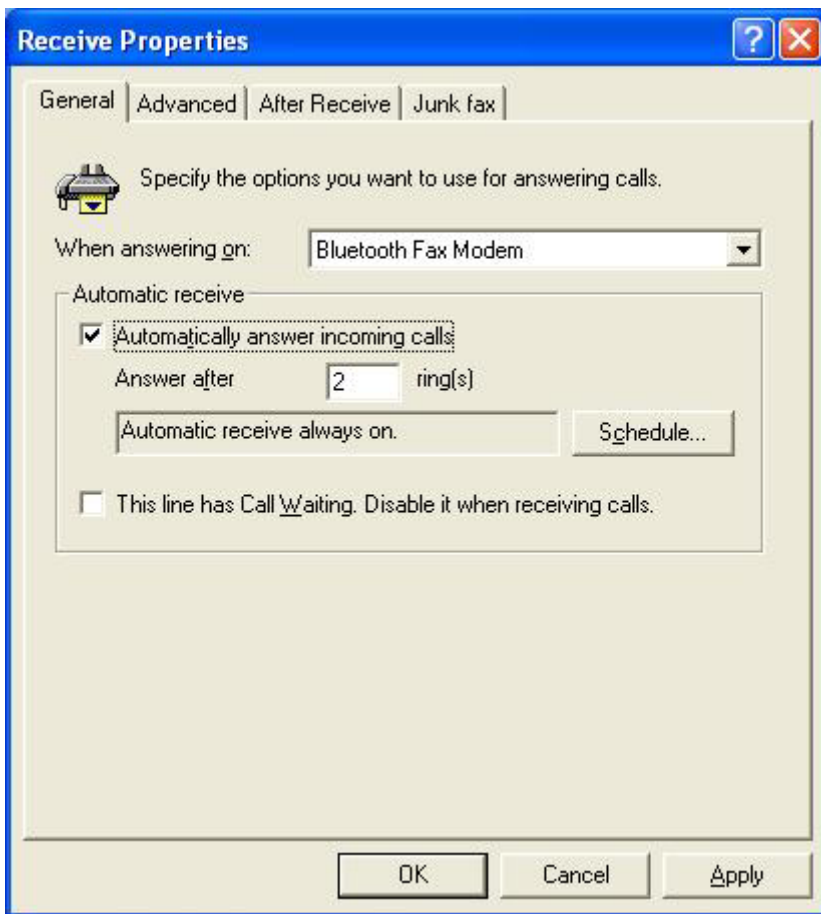 Receive Properties
General Advanced After Receive Junk fax
Specify the options you want to use for answering calls.
When answering on: Bluetooth Fax Modem
Automatic receive
Automatically answer incoming calls
Answer after 2 ring(s)
Automatic receive always on. Schedule...
This line has Call Waiting. Disable it when receiving calls.
OK Cancel Apply